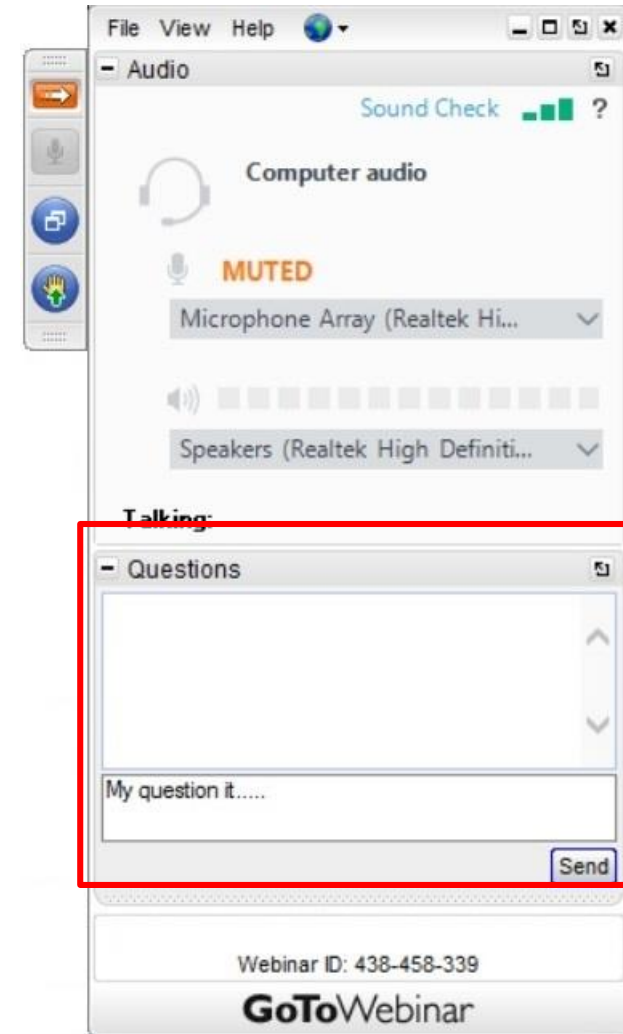 File View Help
Audio
Sound Check ?
Computer audio
MUTED
Microphone Array (Realtek Hi...
Speakers (Realtek High Definiti...
Talking:
Questions
My question it.....
Send
Webinar ID: 438-458-339
GoToWebinar